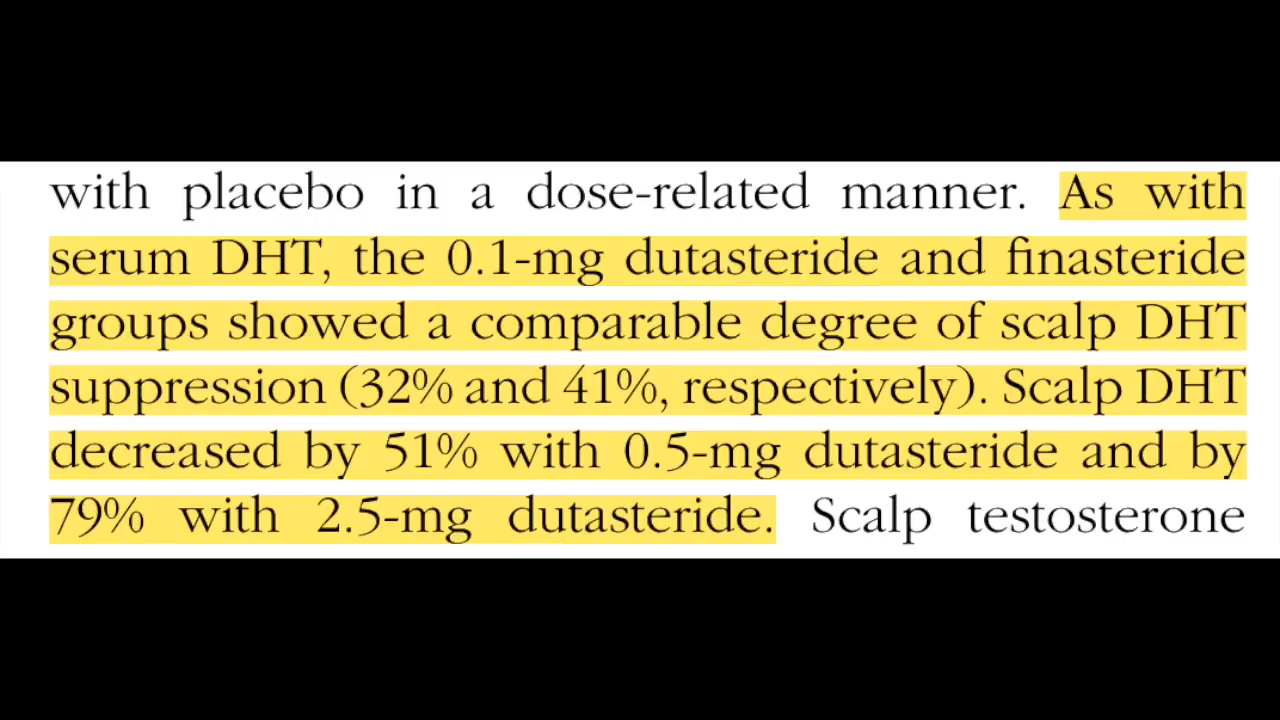 with placebo in a dose-related manner. As with
serum DHT, the 0.1-mg dutasteride and finasteride
groups showed a comparable degree of scalp DHT
suppression (32% and 41%, respectively). Scalp DHT
decreased by 51% with 0.5-mg dutasteride and by
79% with 2.5-mg dutasteride. Scalp testosterone